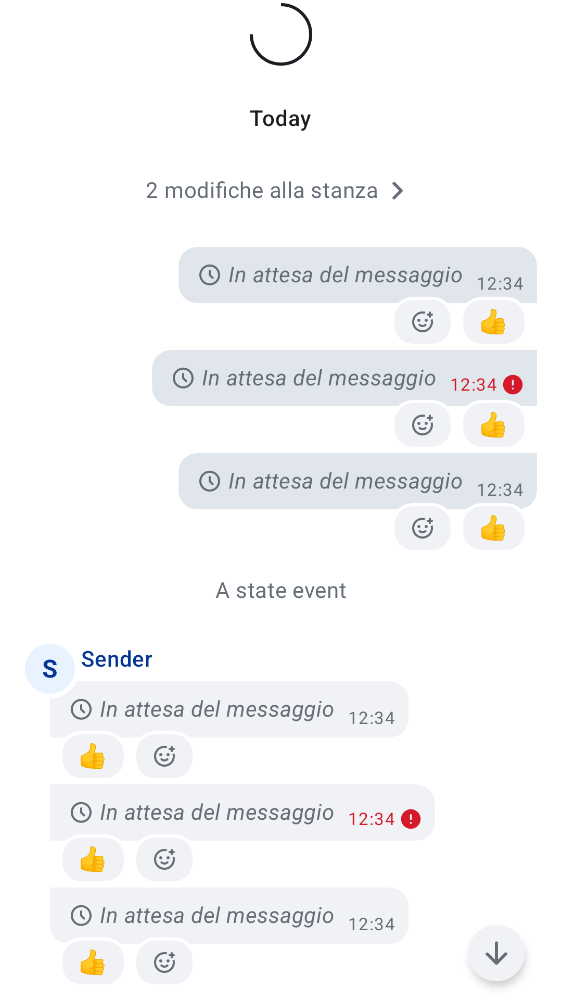 Today
2 modifiche alla stanza
In attesa del messaggio 12:34
In attesa del messaggio 12:34
In attesa del messaggio 12:34
A state event
S Sender
In attesa del messaggio 12:34
In attesa del messaggio 12:34
In attesa del messaggio 12:34